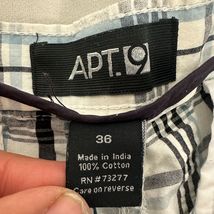 APT.9
36
Made in India
100% Cotton
RN #73277
Care on reverse